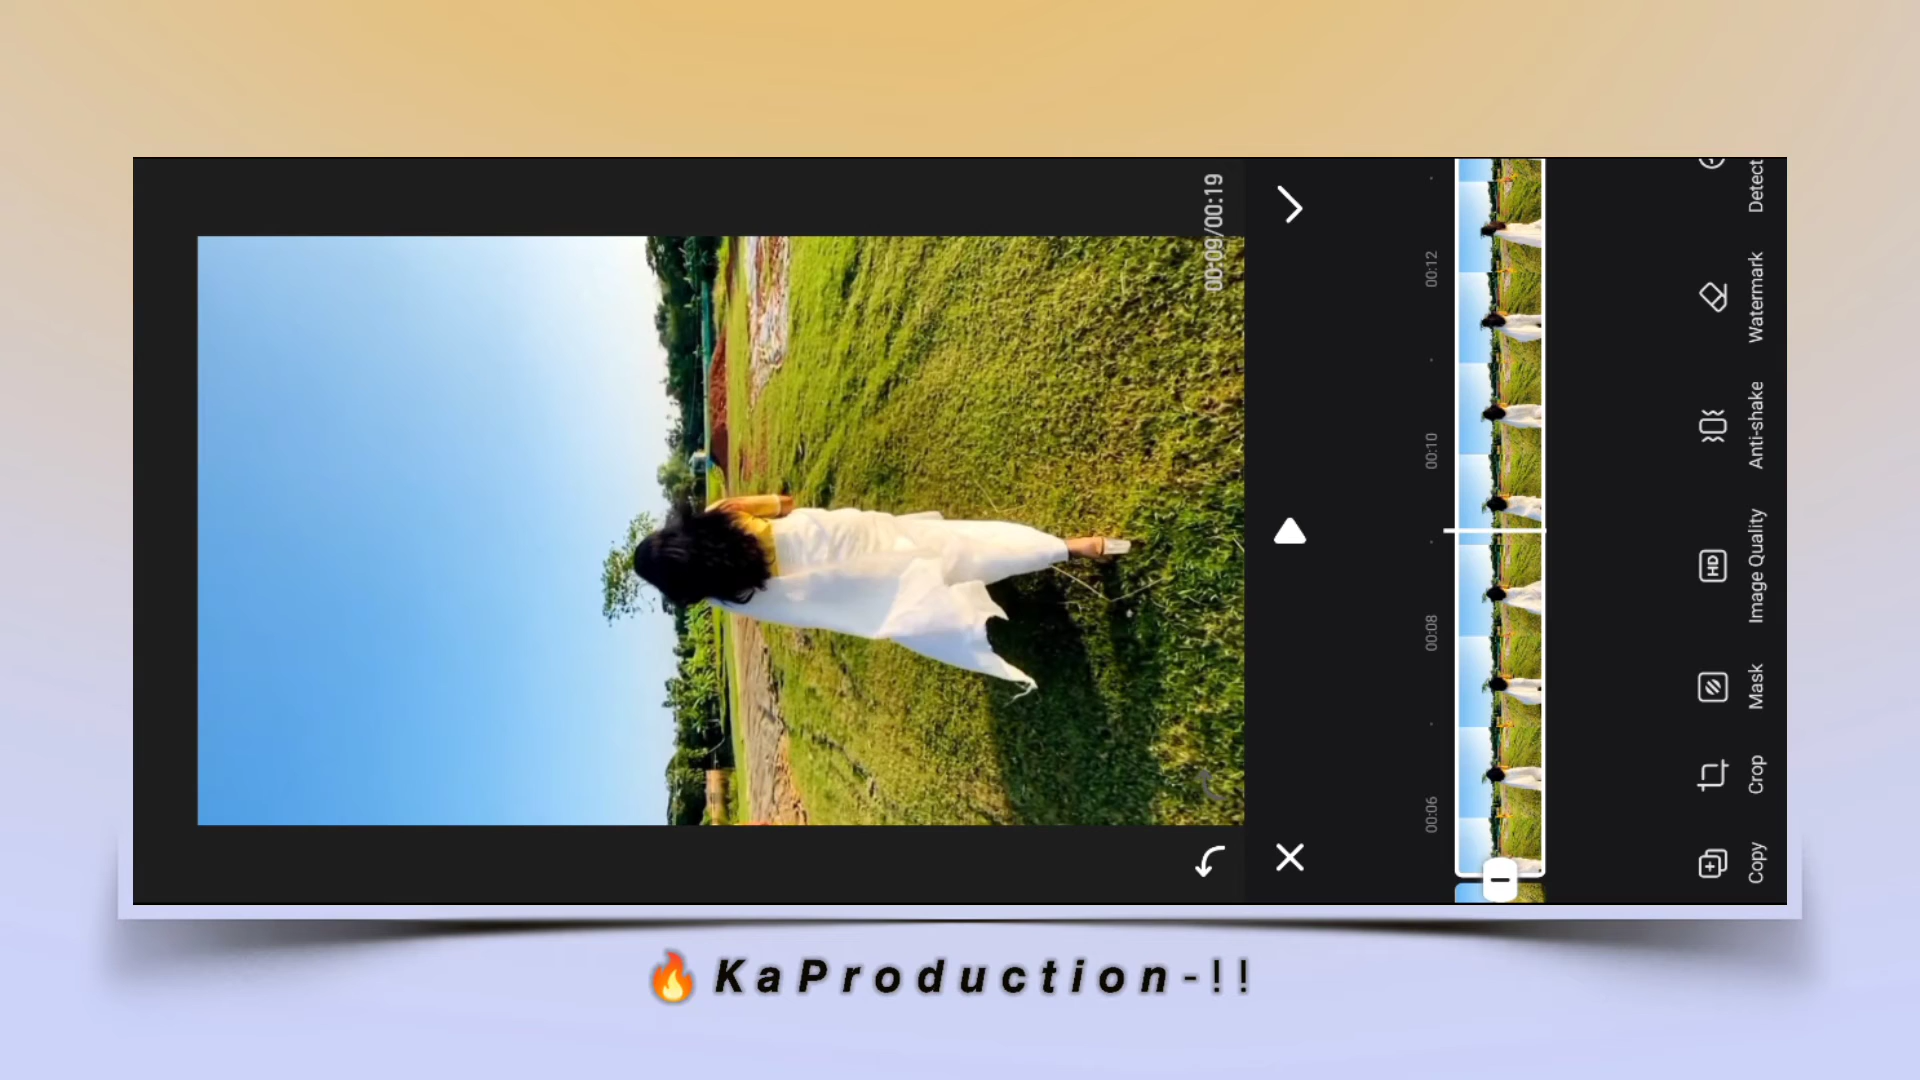 00:09/00:19
00:06
00:08
00:10
00:12
Copy
Crop
Mask
HD
Image Quality
Anti-shake
Watermark
Detect
🔥 KaProduction-!!